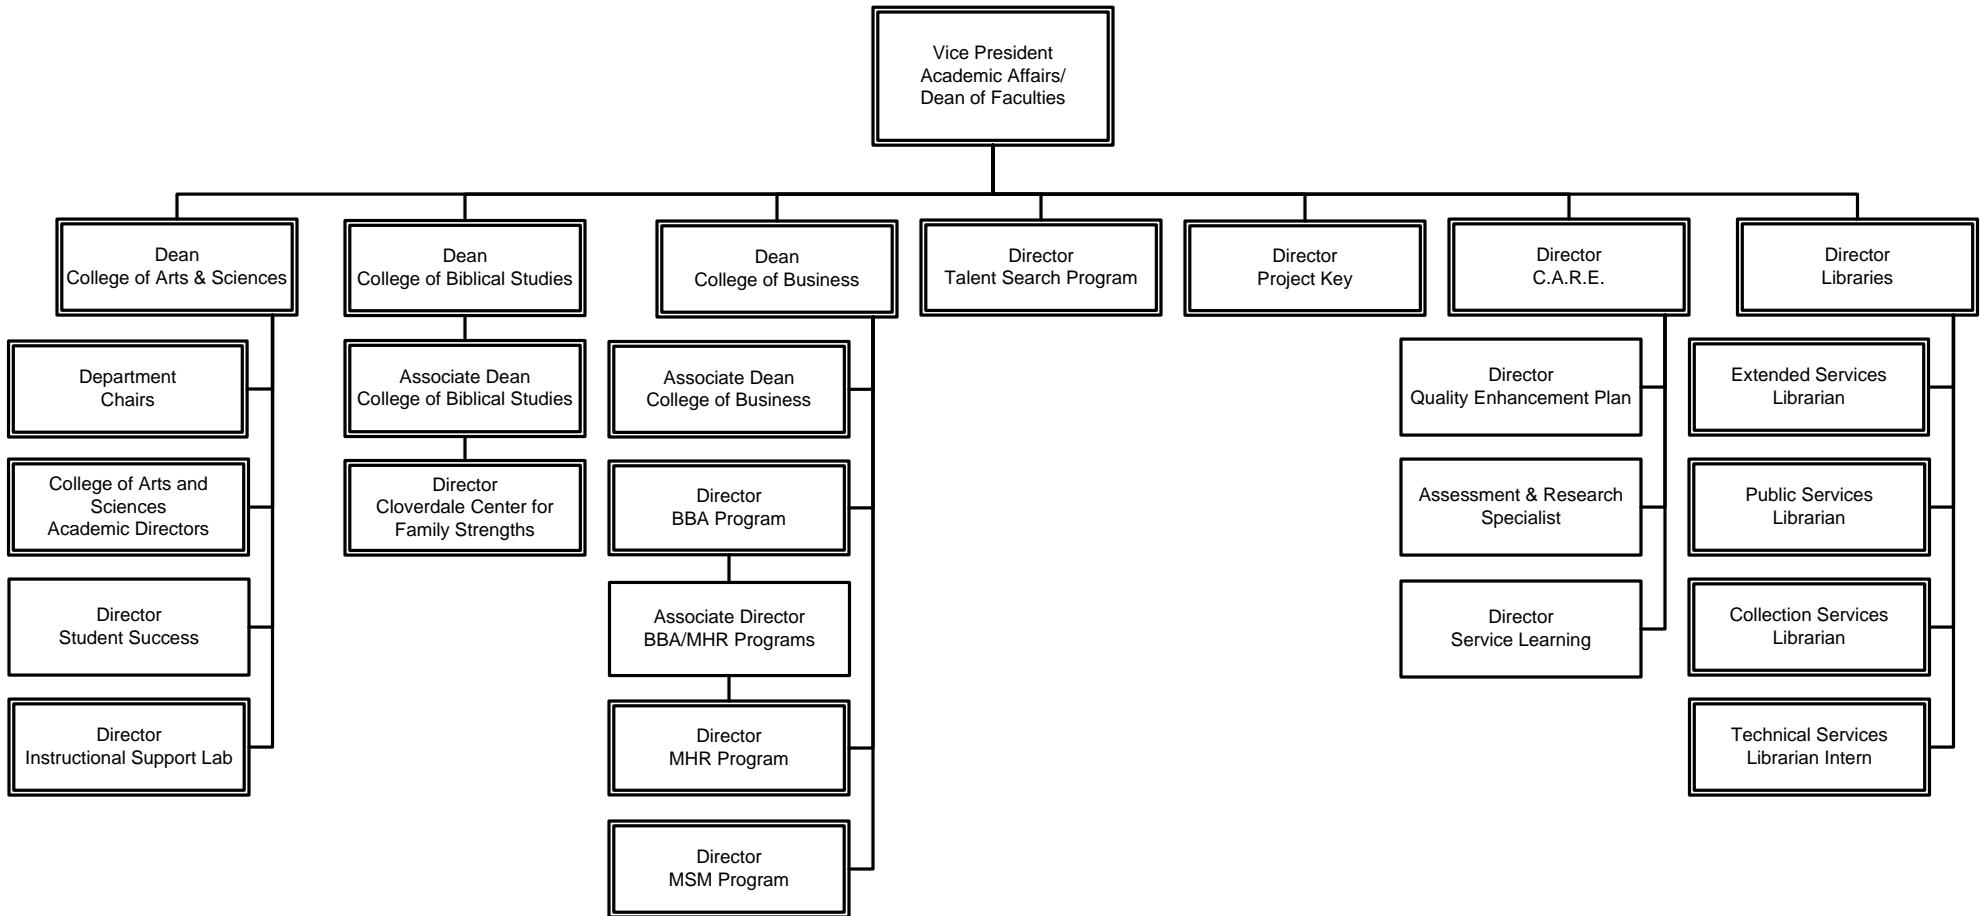 Vice President
Academic Affairs/
Dean of Faculties
Dean
College of Arts & Sciences
Dean
College of Biblical Studies
Dean
College of Business
Director
Talent Search Program
Director
Project Key
Director
C.A.R.E.
Director
Libraries
Department
Chairs
College of Arts and
Sciences
Academic Directors
Director
Student Success
Director
Instructional Support Lab
Associate Dean
College of Biblical Studies
Director
Cloverdale Center for
Family Strengths
Associate Dean
College of Business
Director
BBA Program
Associate Director
BBA/MHR Programs
Director
MHR Program
Director
MSM Program
Director
Quality Enhancement Plan
Assessment & Research
Specialist
Director
Service Learning
Extended Services
Librarian
Public Services
Librarian
Collection Services
Librarian
Technical Services
Librarian Intern